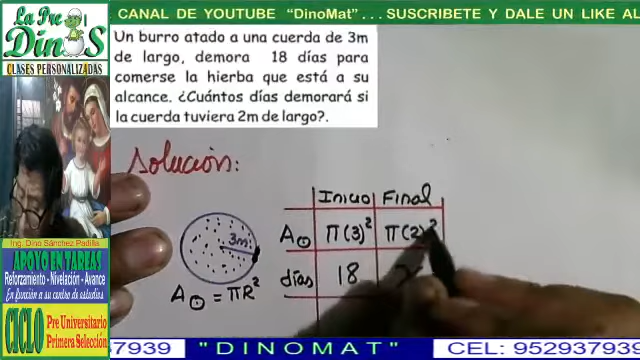 CANAL DE YOUTUBE "DinoMat"... SUSCRIBETE Y DALE UN LIKE AL
La Pre
DinoS
CLASES PERSONALIZADAS
Un burro atado a una cuerda de 3m
de largo, demora 18 días para
comerse la hierba que está a su
alcance. ¿Cuántos días demorará si
la cuerda tuviera 2m de largo?.
Solución:
Inicio Final
A⊙ π(3)² π(2)²
3m
días 18
A⊙ = πR²
Ing. Dino Sánchez Padilla
APOYO EN TAREAS
Reforzamiento - Nivelación - Avance
En función a su centro de estudios
CICLO Pre Universitario
Primera Selección
37939 "DINOMAT" CEL: 952937938